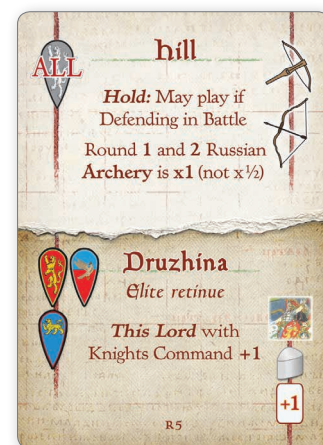 ALL
Hill
Hold: May play if
Defending in Battle
Round 1 and 2 Russian
Archery is x1 (not x½)
Druzhina
Elite retinue
This Lord with
Knights Command +1
+1
R5